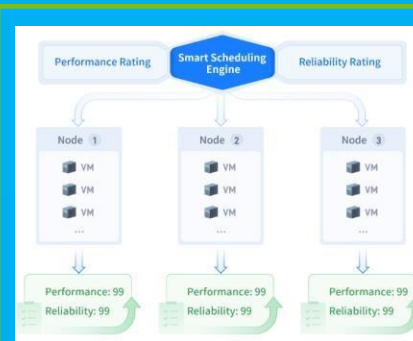 Performance Rating
Smart Scheduling
Engine
Reliability Rating
Node 1
VM
VM
VM
...
Performance: 99
Reliability: 99
Node 2
VM
VM
VM
...
Performance: 99
Reliability: 99
Node 3
VM
VM
VM
...
Performance: 99
Reliability: 99